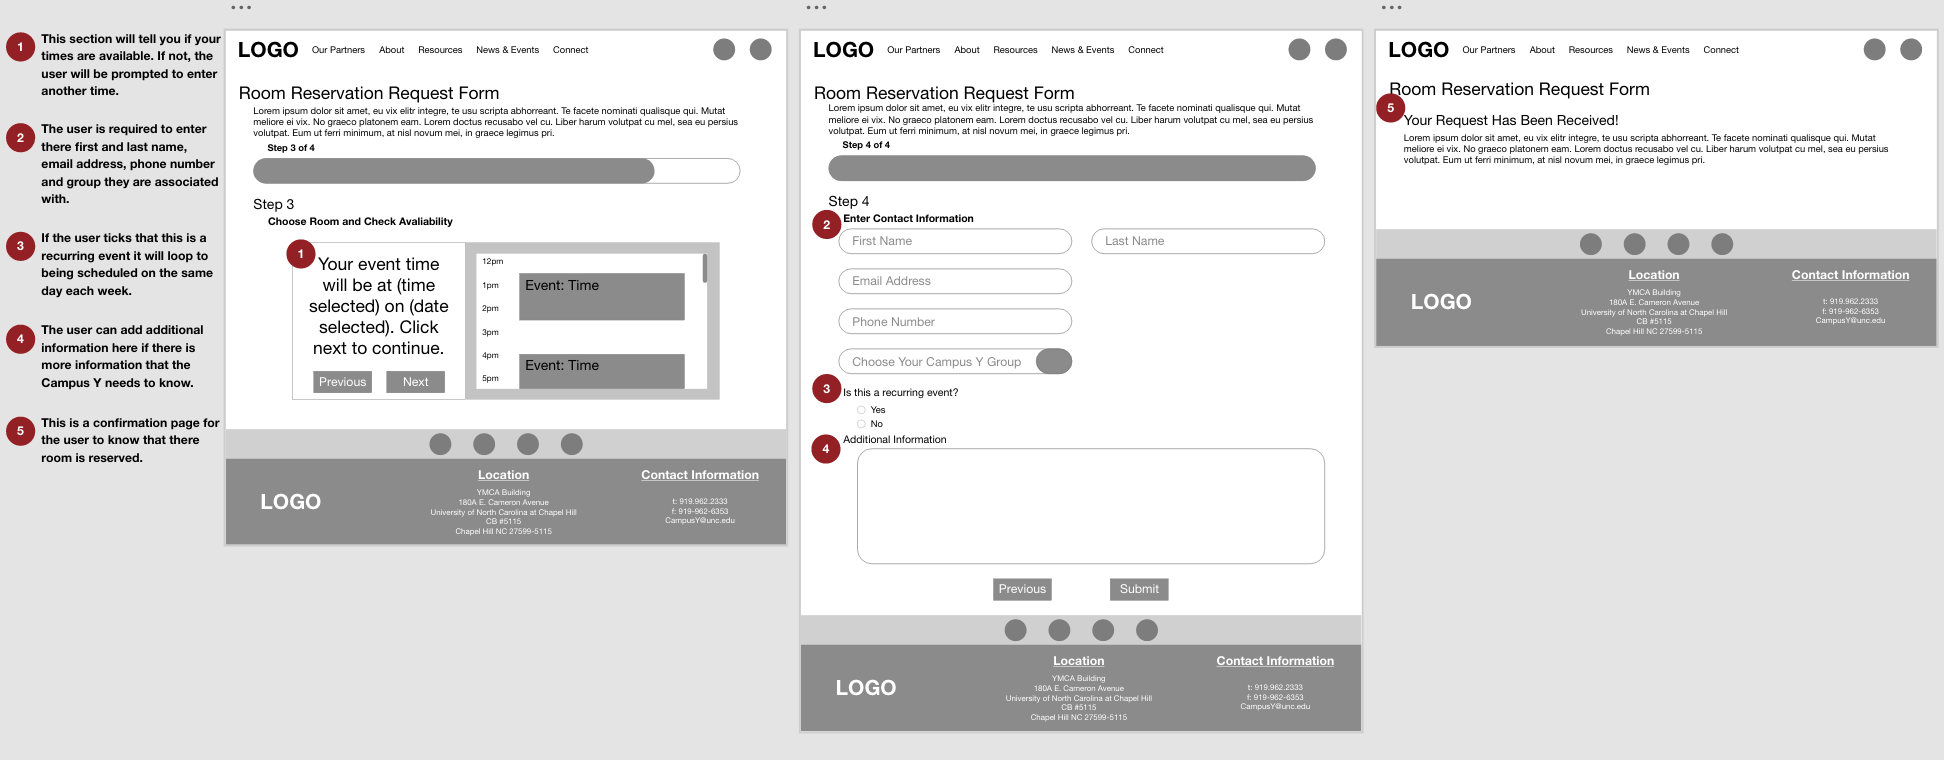 1
This section will tell you if your
times are available. If not, the
user will be prompted to enter
another time.
2
The user is required to enter
there first and last name,
email address, phone number
and group they are associated
with.
3
If the user ticks that this is a
recurring event it will loop to
being scheduled on the same
day each week.
4
The user can add additional
information here if there is
more information that the
Campus Y needs to know.
5
This is a confirmation page for
the user to know that there
room is reserved.
LOGO Our Partners About Resources News & Events Connect
Room Reservation Request Form
Lorem ipsum dolor sit amet, eu vix elitr integre, te usu scripta abhorreant. Te facete nominati qualisque qui. Mutat
meliore ei vix. No graeco platonem eam. Lorem doctus recusabo vel cu. Liber harum volutpat cu mel, sea eu persius
volutpat. Eum ut ferri minimum, at nisl novum mei, in graece legimus pri.
Step 3 of 4
Step 3
Choose Room and Check Avaliability
1
Your event time
will be at (time
selected) on (date
selected). Click
next to continue.
Previous Next
12pm
1pm
Event: Time
2pm
3pm
4pm
Event: Time
5pm
LOGO
Location
YMCA Building
180A E. Cameron Avenue
University of North Carolina at Chapel Hill
CB #5115
Chapel Hill NC 27599-5115
Contact Information
t: 919.962.2333
f: 919-962-6353
CampusY@unc.edu
LOGO Our Partners About Resources News & Events Connect
Room Reservation Request Form
Lorem ipsum dolor sit amet, eu vix elitr integre, te usu scripta abhorreant. Te facete nominati qualisque qui. Mutat
meliore ei vix. No graeco platonem eam. Lorem doctus recusabo vel cu. Liber harum volutpat cu mel, sea eu persius
volutpat. Eum ut ferri minimum, at nisl novum mei, in graece legimus pri.
Step 4 of 4
Step 4
2
Enter Contact Information
First Name Last Name
Email Address
Phone Number
Choose Your Campus Y Group
3
Is this a recurring event?
Yes
No
4
Additional Information
Previous Submit
LOGO
Location
YMCA Building
180A E. Cameron Avenue
University of North Carolina at Chapel Hill
CB #5115
Chapel Hill NC 27599-5115
Contact Information
t: 919.962.2333
f: 919-962-6353
CampusY@unc.edu
LOGO Our Partners About Resources News & Events Connect
Room Reservation Request Form
5
Your Request Has Been Received!
Lorem ipsum dolor sit amet, eu vix elitr integre, te usu scripta abhorreant. Te facete nominati qualisque qui. Mutat
meliore ei vix. No graeco platonem eam. Lorem doctus recusabo vel cu. Liber harum volutpat cu mel, sea eu persius
volutpat. Eum ut ferri minimum, at nisl novum mei, in graece legimus pri.
LOGO
Location
YMCA Building
180A E. Cameron Avenue
University of North Carolina at Chapel Hill
CB #5115
Chapel Hill NC 27599-5115
Contact Information
t: 919.962.2333
f: 919-962-6353
CampusY@unc.edu